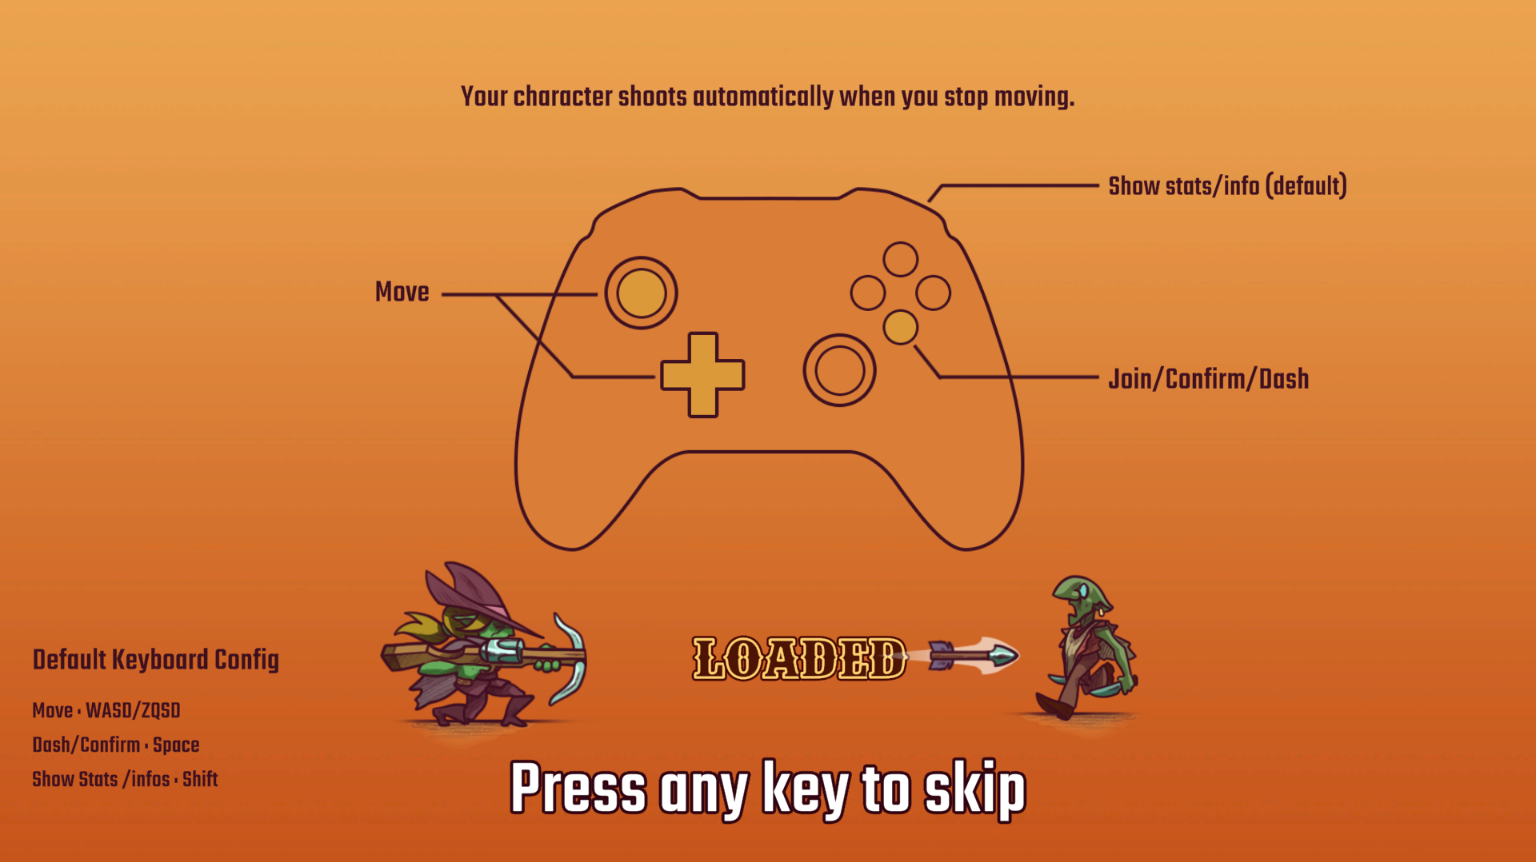 Your character shoots automatically when you stop moving.
Show stats/info (default)
Move
Join/Confirm/Dash
LOADED
Default Keyboard Config
Move · WASD/ZQSD
Dash/Confirm · Space
Show Stats /infos · Shift
Press any key to skip